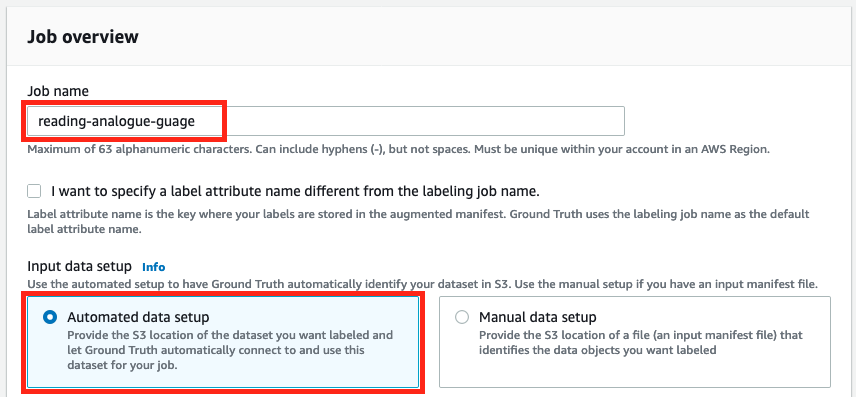 Job overview
Job name
reading-analogue-guage
Maximum of 63 alphanumeric characters. Can include hyphens (-), but not spaces. Must be unique within your account in an AWS Region.
I want to specify a label attribute name different from the labeling job name.
Label attribute name is the key where your labels are stored in the augmented manifest. Ground Truth uses the labeling job name as the default
label attribute name.
Input data setup Info
Use the automated setup to have Ground Truth automatically identify your dataset in S3. Use the manual setup if you have an input manifest file.
Automated data setup
Provide the S3 location of the dataset you want labeled and
let Ground Truth automatically connect to and use this
dataset for your job.
Manual data setup
Provide the S3 location of a file (an input manifest file) that
identifies the data objects you want labeled